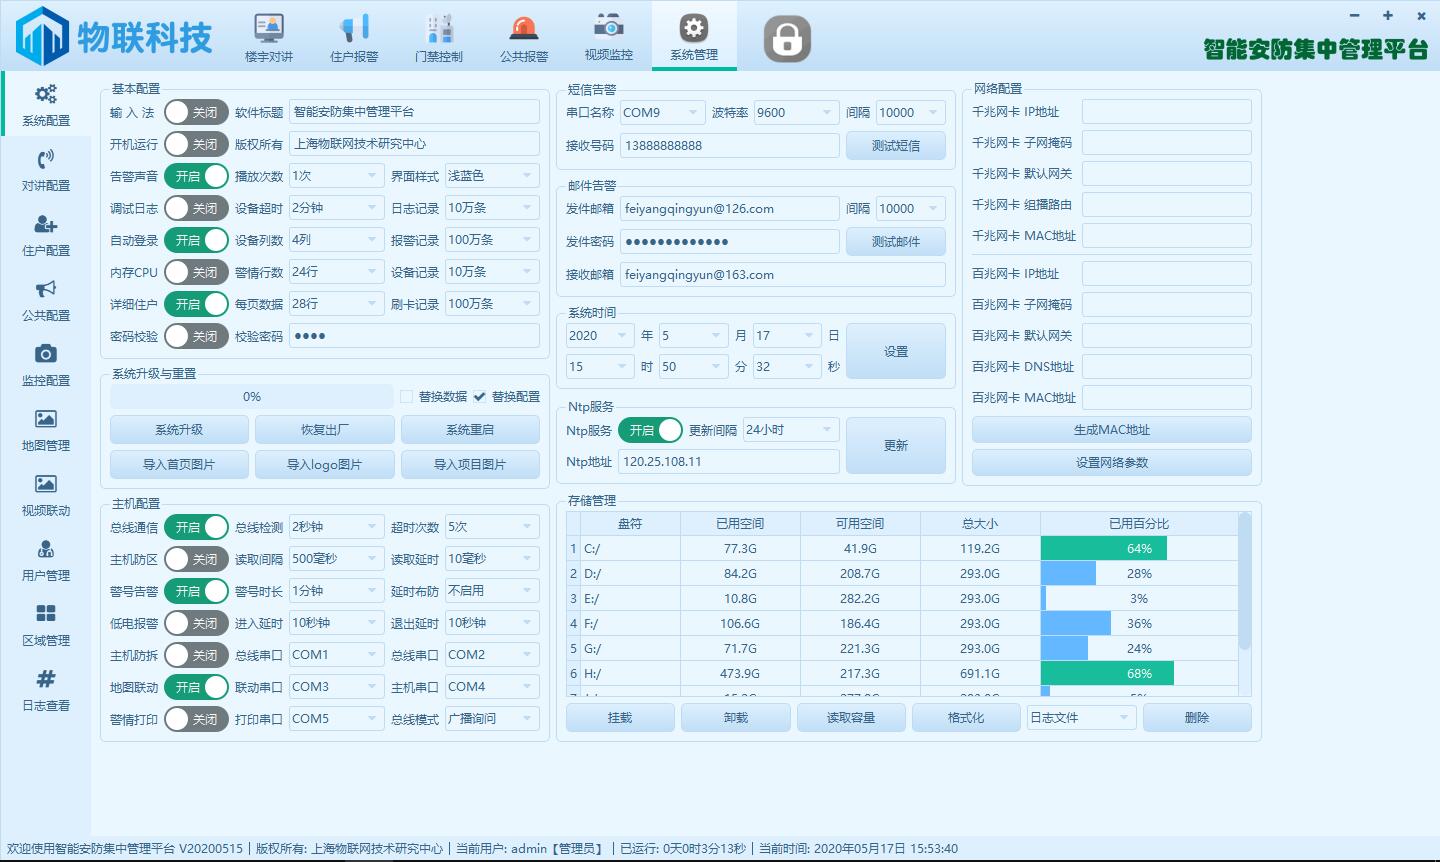 物联科技
楼宇对讲 住户报警 门禁控制 公共报警 视频监控 系统管理
智能安防集中管理平台
系统配置
对讲配置
住户配置
公共配置
监控配置
地图管理
视频联动
用户管理
区域管理
日志查看
基本配置
输 入 法 关闭 软件标题 智能安防集中管理平台
开机运行 关闭 版权所有 上海物联网技术研究中心
告警声音 开启 播放次数 1次 界面样式 浅蓝色
调试日志 关闭 设备超时 2分钟 日志记录 10万条
自动登录 开启 设备列数 4列 报警记录 100万条
内存CPU 关闭 警情行数 24行 设备记录 10万条
详细住户 开启 每页数据 28行 刷卡记录 100万条
密码校验 关闭 校验密码 ●●●●
系统升级与重置
0% 替换数据 替换配置
系统升级 恢复出厂 系统重启
导入首页图片 导入logo图片 导入项目图片
主机配置
总线通信 开启 总线检测 2秒钟 超时次数 5次
主机防区 关闭 读取间隔 500毫秒 读取延时 10毫秒
警号告警 开启 警号时长 1分钟 延时布防 不启用
低电报警 关闭 进入延时 10秒钟 退出延时 10秒钟
主机防拆 关闭 总线串口 COM1 总线串口 COM2
地图联动 开启 联动串口 COM3 主机串口 COM4
警情打印 关闭 打印串口 COM5 总线模式 广播询问
短信告警
串口名称 COM9 波特率 9600 间隔 10000
接收号码 13888888888 测试短信
邮件告警
发件邮箱 feiyangqingyun@126.com 间隔 10000
发件密码 ●●●●●●●●●●●●● 测试邮件
接收邮箱 feiyangqingyun@163.com
系统时间
2020 年 5 月 17 日
15 时 50 分 32 秒
设置
Ntp服务
Ntp服务 开启 更新间隔 24小时
Ntp地址 120.25.108.11
更新
网络配置
千兆网卡 IP地址
千兆网卡 子网掩码
千兆网卡 默认网关
千兆网卡 组播路由
千兆网卡 MAC地址
百兆网卡 IP地址
百兆网卡 子网掩码
百兆网卡 默认网关
百兆网卡 DNS地址
百兆网卡 MAC地址
生成MAC地址
设置网络参数
存储管理
盘符 已用空间 可用空间 总大小 已用百分比
1 C:/ 77.3G 41.9G 119.2G 64%
2 D:/ 84.2G 208.7G 293.0G 28%
3 E:/ 10.8G 282.2G 293.0G 3%
4 F:/ 106.6G 186.4G 293.0G 36%
5 G:/ 71.7G 221.3G 293.0G 24%
6 H:/ 473.9G 217.3G 691.1G 68%
挂载 卸载 读取容量 格式化 日志文件 删除
欢迎使用智能安防集中管理平台 V20200515 | 版权所有: 上海物联网技术研究中心 | 当前用户: admin【管理员】 | 已运行: 0天0时3分13秒 | 当前时间: 2020年05月17日 15:53:40